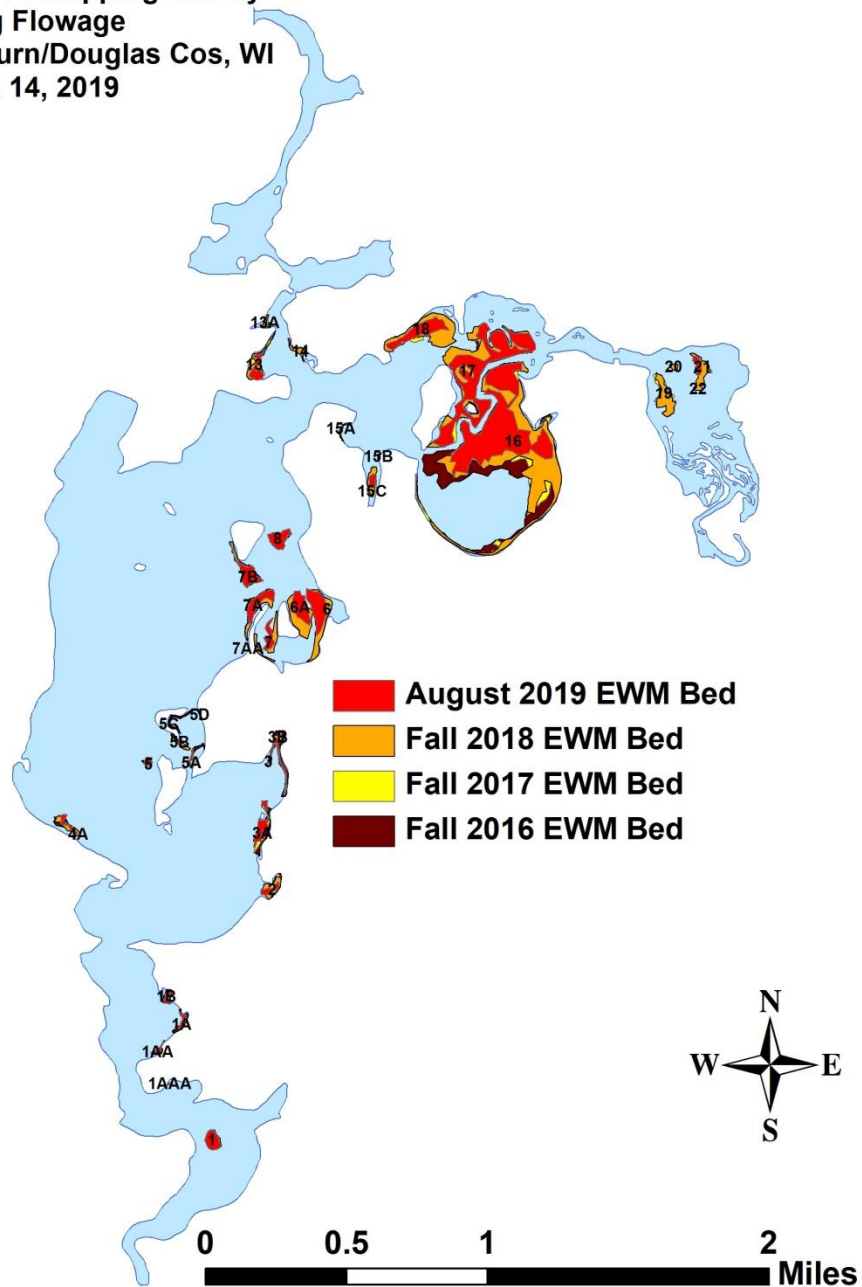 g Flowage
urn/Douglas Cos, WI
14, 2019
13A
14
13
18
17
16
20
21
19
22
15A
15B
15C
8
7B
7A
6A
6
7
7AA
5D
5C
5B
5A
5
3B
3
4A
3A
2
August 2019 EWM Bed
Fall 2018 EWM Bed
Fall 2017 EWM Bed
Fall 2016 EWM Bed
1B
1A
1AA
1AAA
1
N
W E
S
0 0.5 1 2
Miles